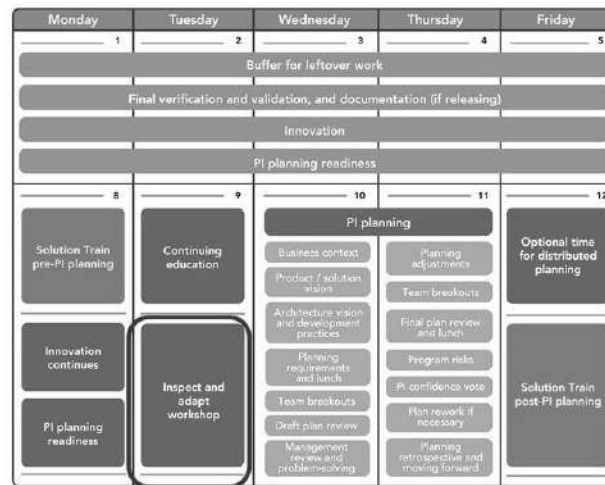 Monday
Tuesday
Wednesday
Thursday
Friday
1
2
3
4
5
Buffer for leftover work
Final verification and validation, and documentation (if releasing)
Innovation
PI planning readiness
8
9
10
11
12
Solution Train
pre-PI planning
Innovation
continues
PI planning
readiness
Continuing
education
Inspect and
adapt
workshop
PI planning
Business context
Product / solution
vision
Architecture vision
and development
practices
Planning
requirements
and lunch
Team breakouts
Draft plan review
Management
review and
problem-solving
Planning
adjustments
Team breakouts
Final plan review
and lunch
Program risks
PI confidence vote
Plan rework if
necessary
Planning
retrospective and
moving forward
Optional time
for distributed
planning
Solution Train
post-PI planning